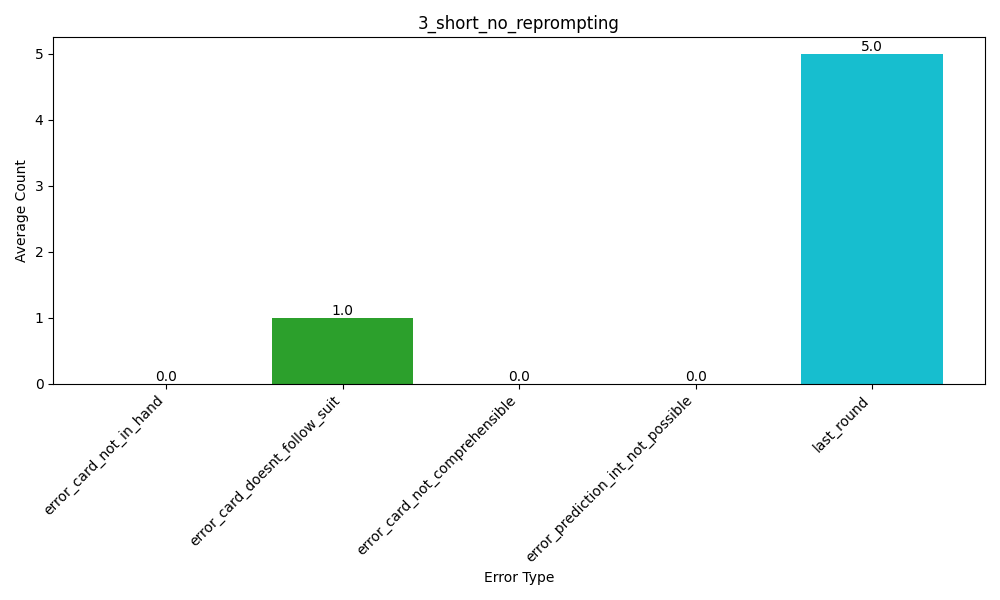 3_short_no_reprompting
Average Count
5
4
3
2
1
0
0.0
1.0
0.0
0.0
5.0
error_card_not_in_hand
error_card_doesnt_follow_suit
error_card_not_comprehensible
error_prediction_int_not_possible
last_round
Error Type